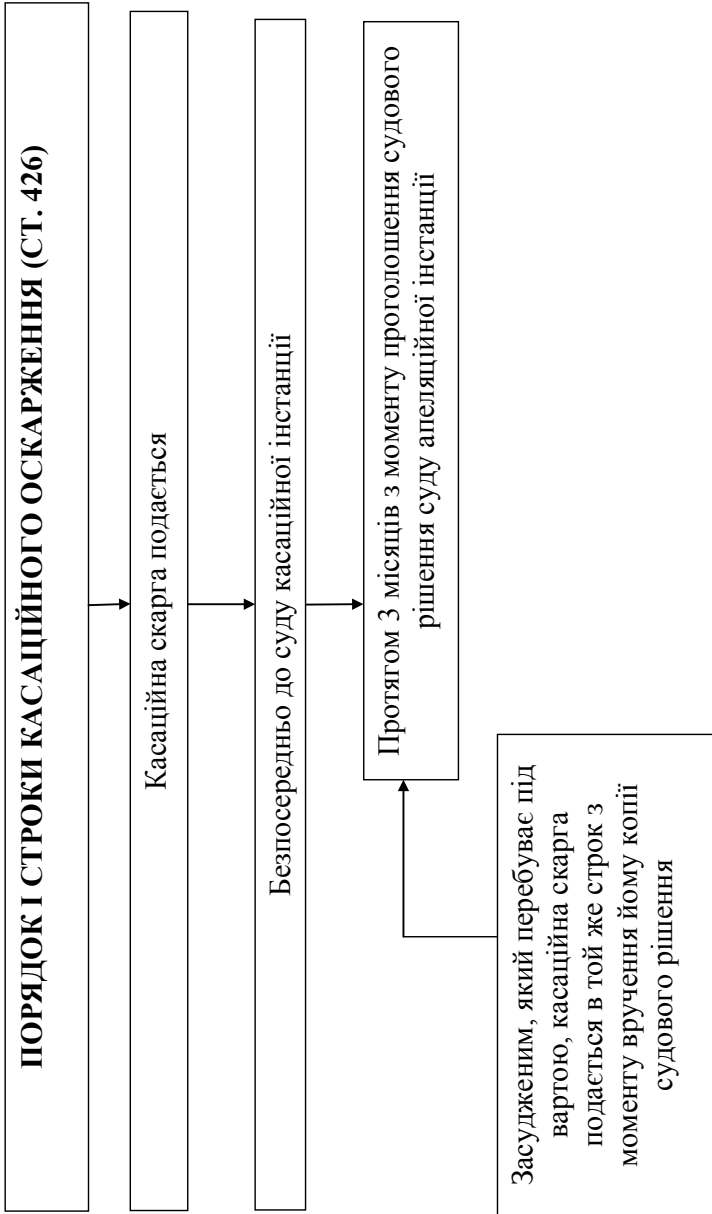 ПОРЯДОК І СТРОКИ КАСАЦІЙНОГО ОСКАРЖЕННЯ (СТ. 426)
Касаційна скарга подається
Безпосередньо до суду касаційної інстанції
Протягом 3 місяців з моменту проголошення судового
рішення суду апеляційної інстанції
Засудженим, який перебуває під
вартою, касаційна скарга
подається в той же строк з
моменту вручення йому копії
судового рішення